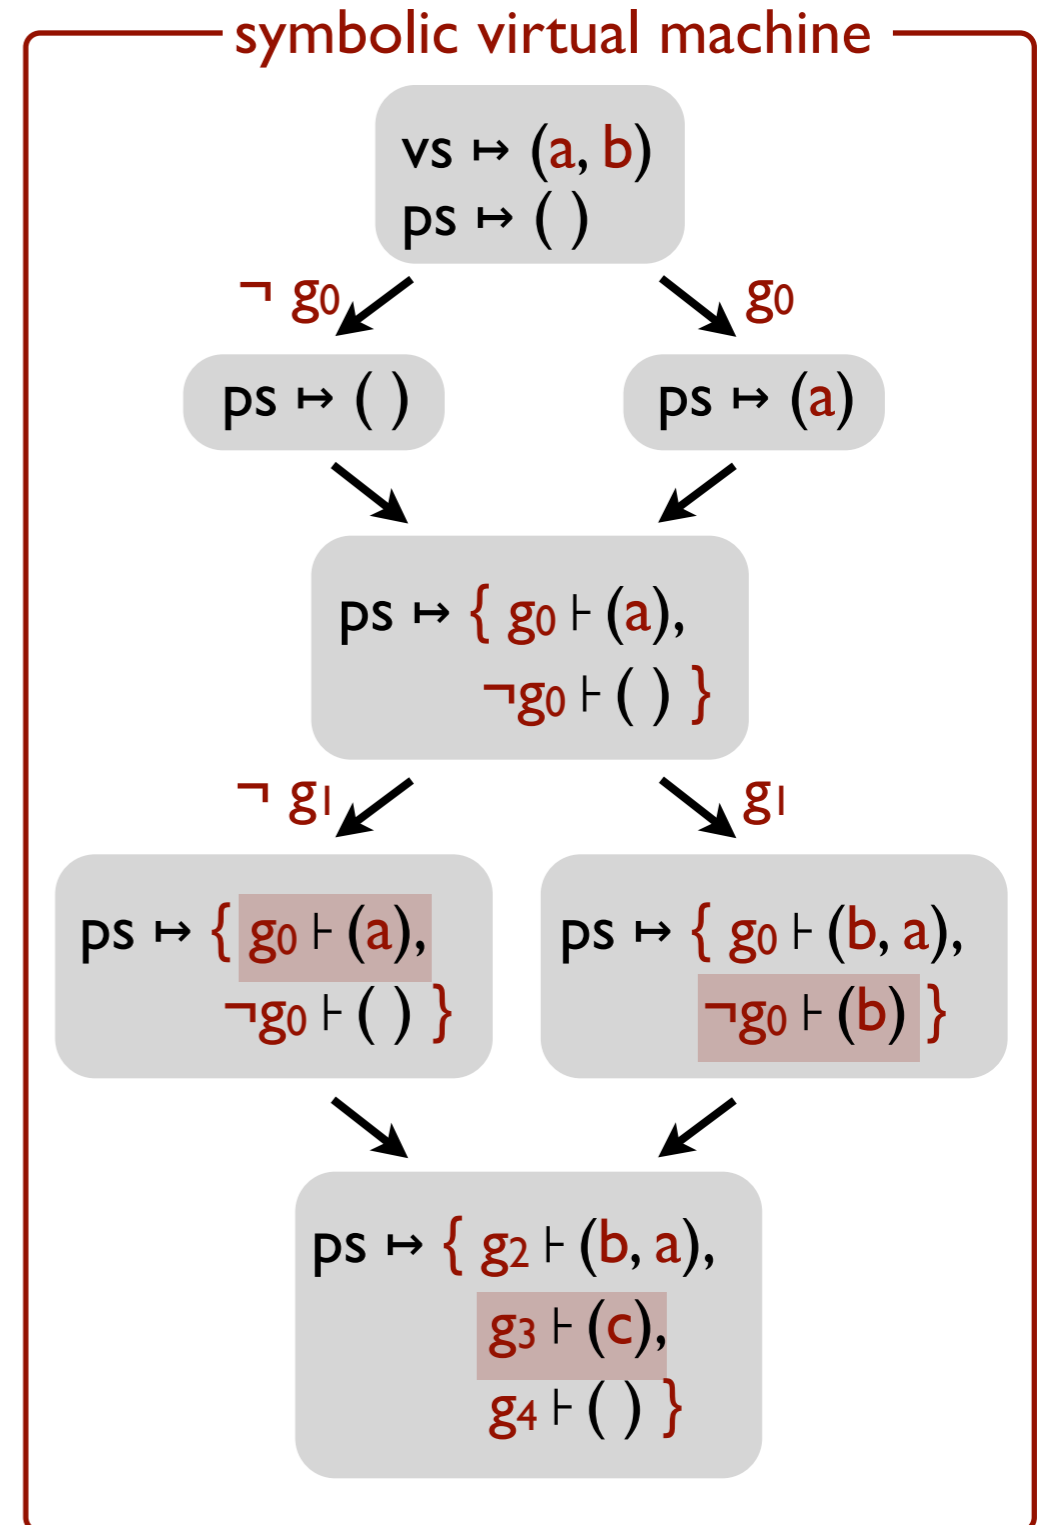 symbolic virtual machine
vs ↦ (a, b)
ps ↦ ( )
¬ g₀
g₀
ps ↦ ( )
ps ↦ (a)
ps ↦ { g₀ ⊦ (a),
¬g₀ ⊦ ( ) }
¬ g₁
g₁
ps ↦ { g₀ ⊦ (a),
¬g₀ ⊦ ( ) }
ps ↦ { g₀ ⊦ (b, a),
¬g₀ ⊦ (b) }
ps ↦ { g₂ ⊦ (b, a),
g₃ ⊦ (c),
g₄ ⊦ ( ) }